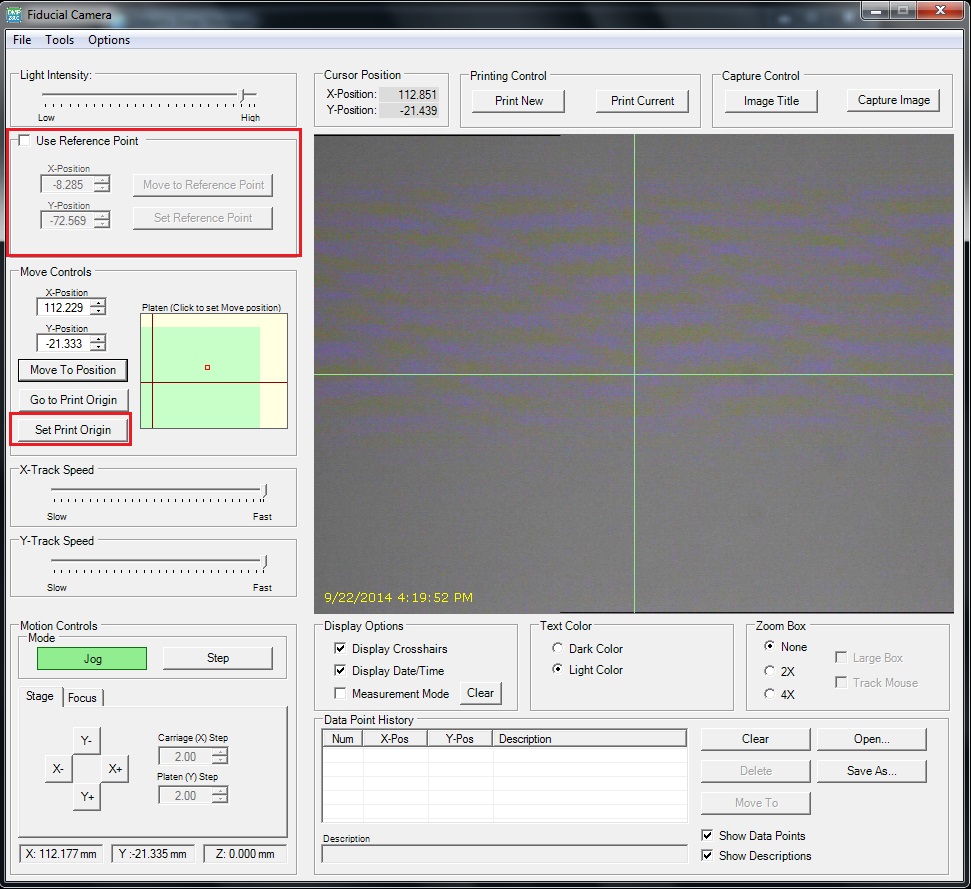 Fiducial Camera
File Tools Options
Light Intensity:
Low High
Cursor Position
X-Position: 112.851
Y-Position: -21.439
Printing Control
Print New Print Current
Capture Control
Image Title Capture Image
Use Reference Point
X-Position
-8.285
Move to Reference Point
Y-Position
-72.569
Set Reference Point
Move Controls
X-Position
112.229
Y-Position
-21.333
Platen (Click to set Move position)
Move To Position
Go to Print Origin
Set Print Origin
X-Track Speed
Slow Fast
Y-Track Speed
Slow Fast
9/22/2014 4:19:52 PM
Motion Controls
Mode
Jog Step
Stage Focus
Y-
X- X+
Y+
Carriage (X) Step
2.00
Platen (Y) Step
2.00
X: 112.177 mm Y :-21.335 mm Z: 0.000 mm
Display Options
Display Crosshairs
Display Date/Time
Measurement Mode Clear
Text Color
Dark Color
Light Color
Zoom Box
None
2X
4X
Large Box
Track Mouse
Data Point History
Num X-Pos Y-Pos Description
Description
Clear Open...
Delete Save As...
Move To
Show Data Points
Show Descriptions